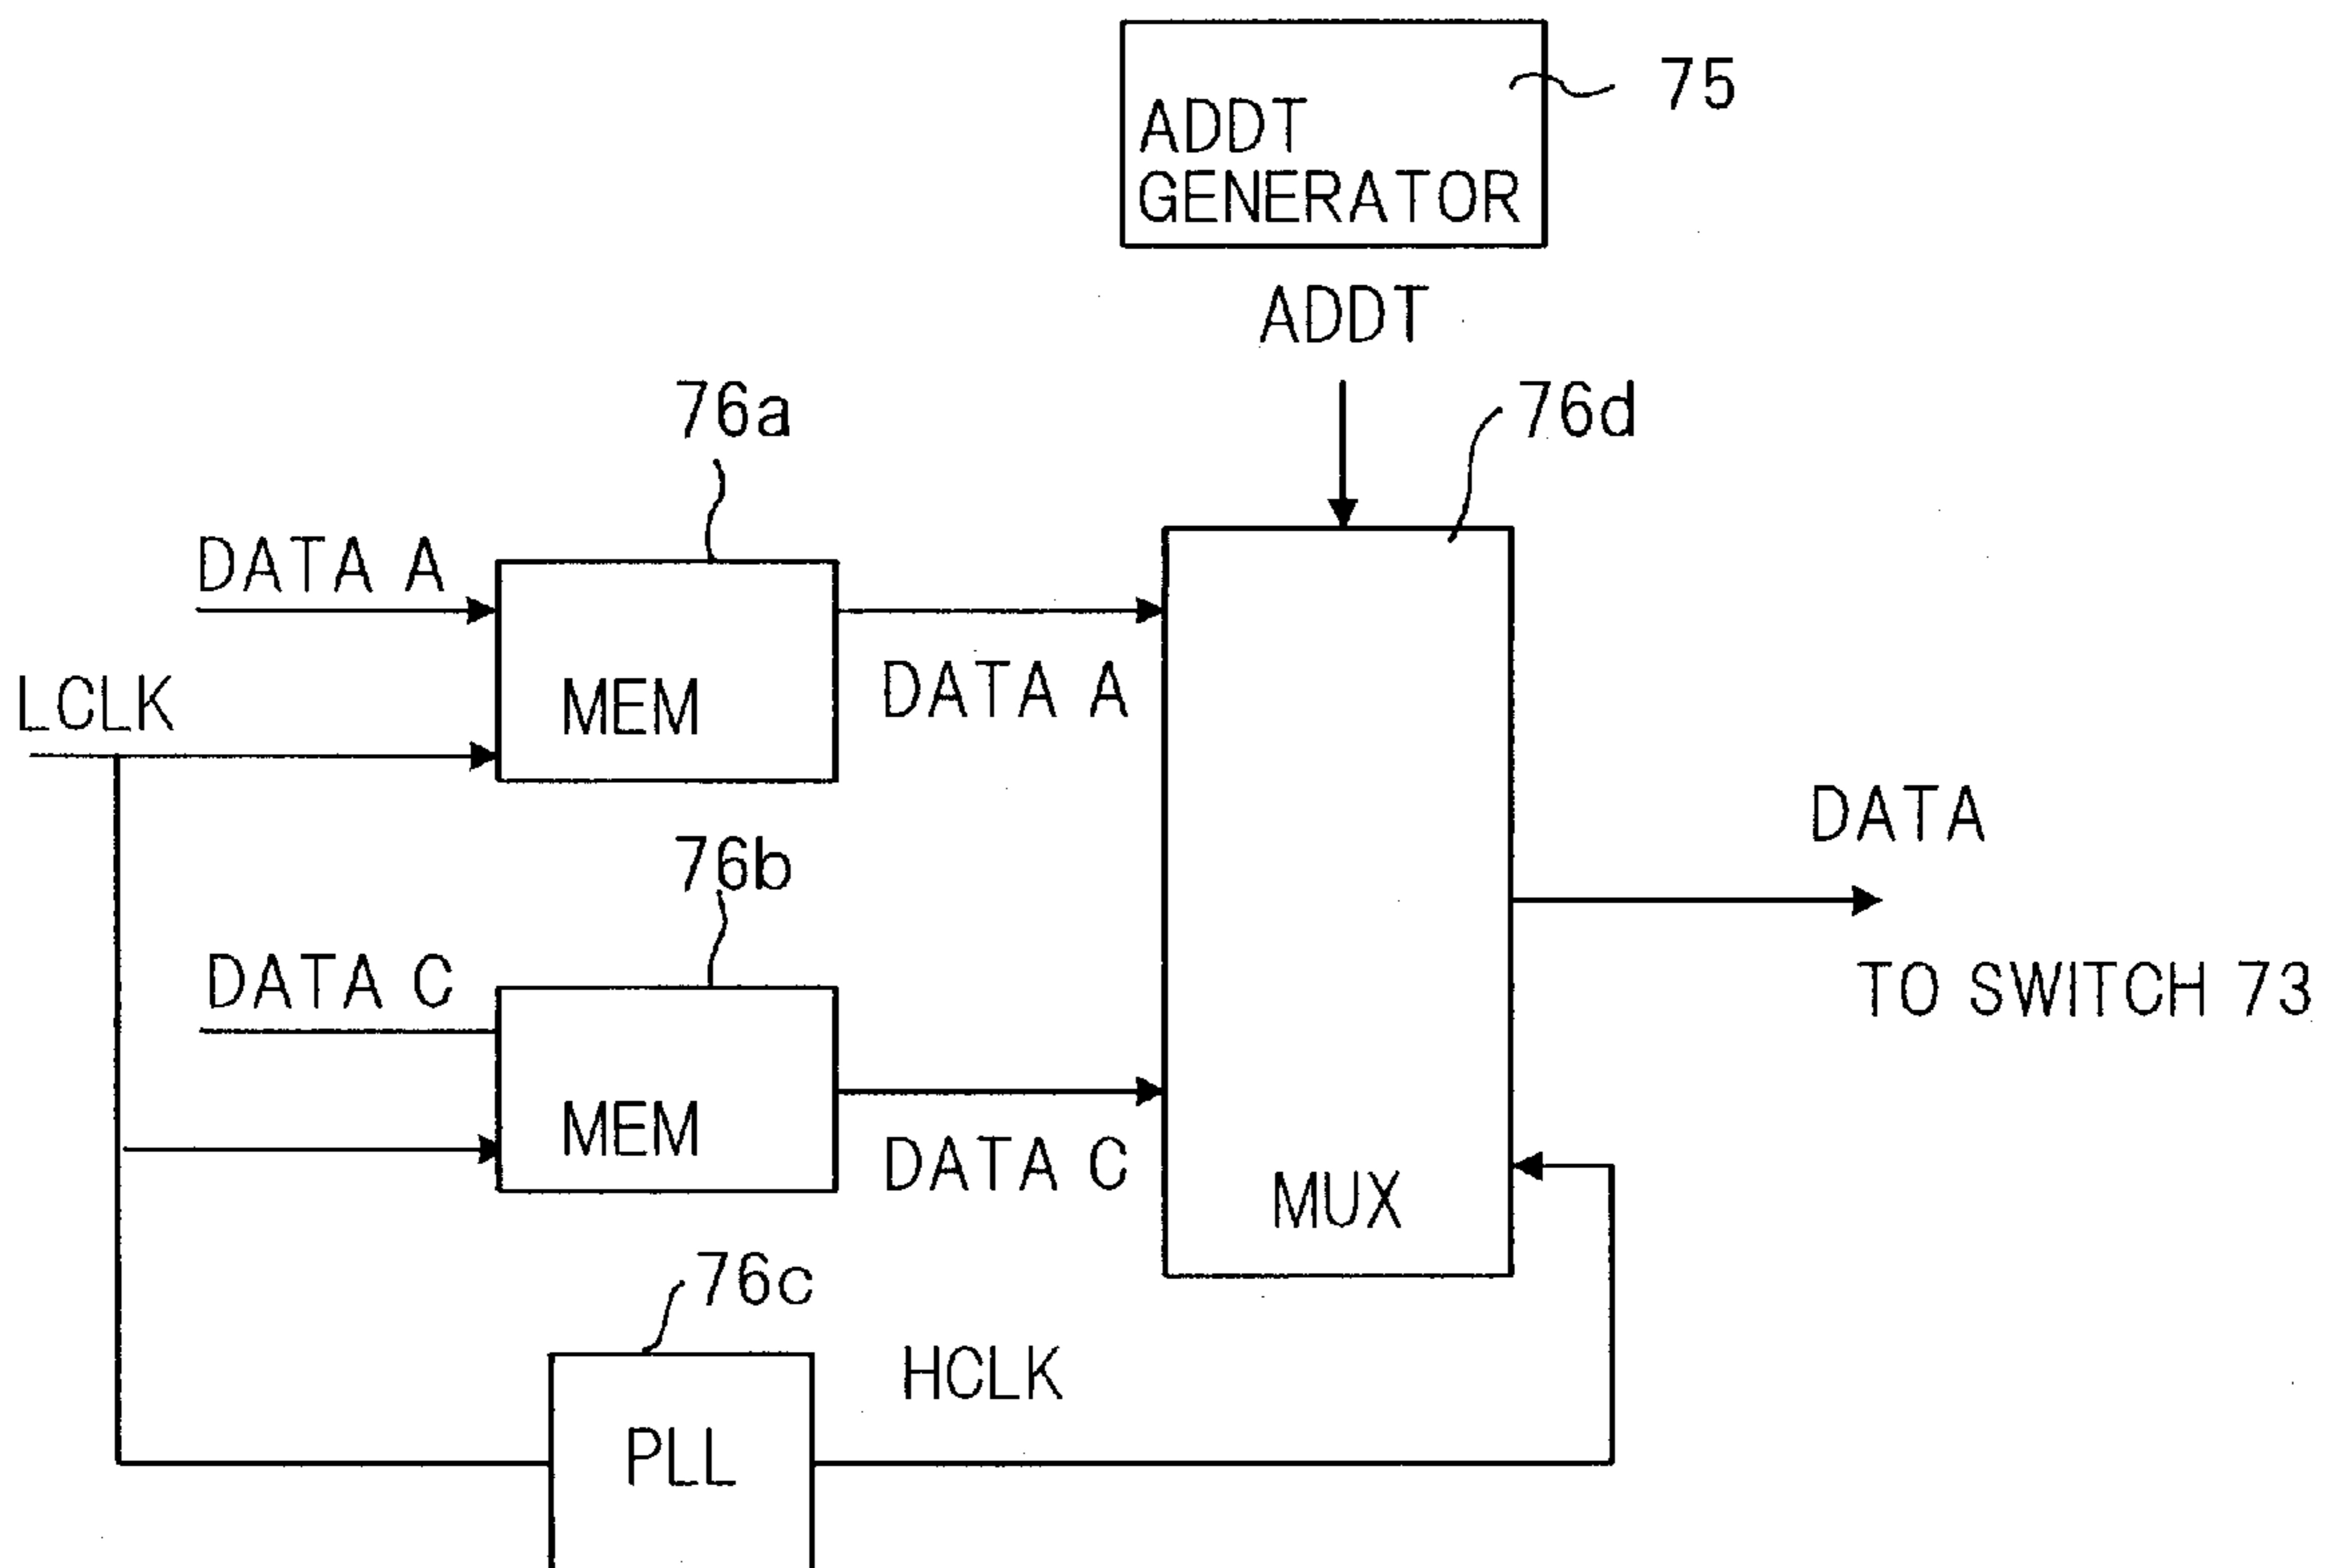 75
ADDT
GENERATOR
ADDT
76a
76d
DATA A
LCLK
MEM
DATA A
DATA
76b
DATA C
TO SWITCH 73
MEM
DATA C
MUX
76c
HCLK
PLL